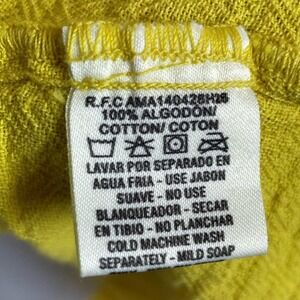 R.F.C AMA140428H26
100% ALGODON/
COTTON/ COTON
LAVAR POR SEPARADO EN
AGUA FRIA - USE JABON
SUAVE - NO USE
BLANQUEADOR - SECAR
EN TIBIO - NO PLANCHAR
COLD MACHINE WASH
SEPARATELY - MILD SOAP